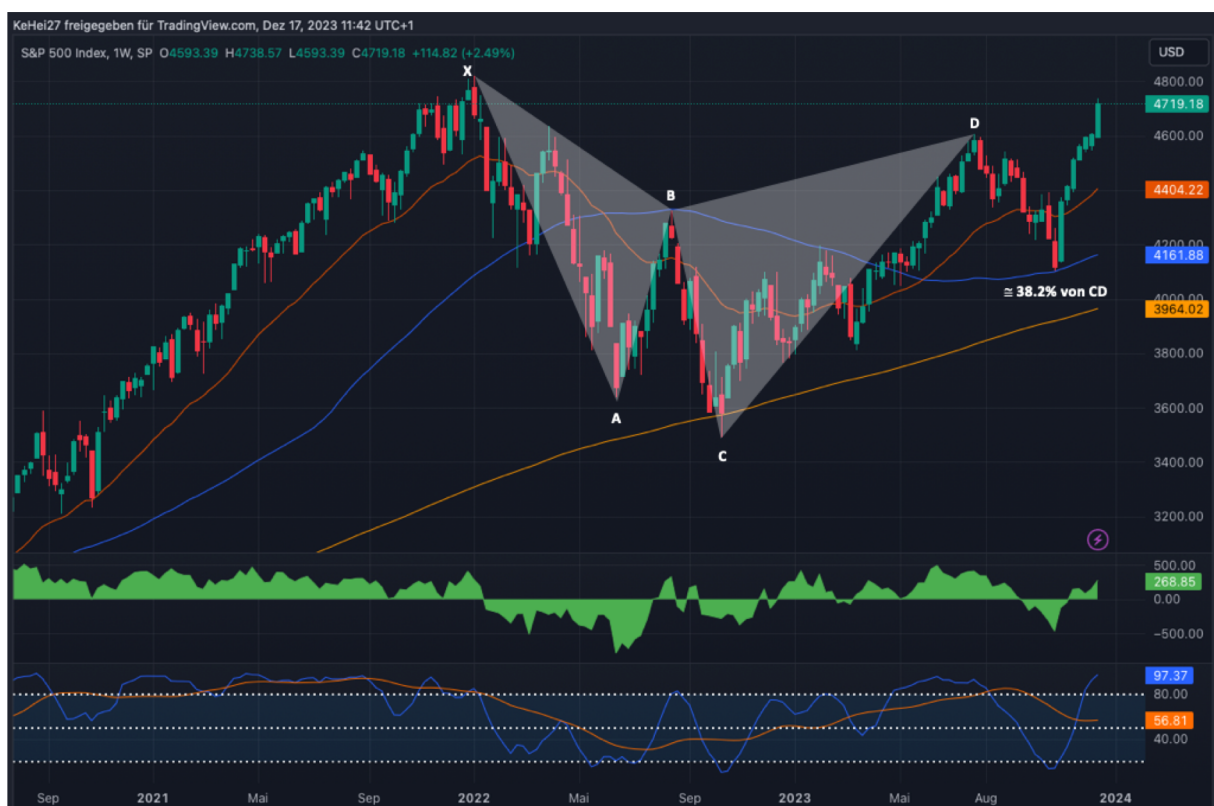 KeHei27 freigegeben für TradingView.com, Dez 17, 2023 11:42 UTC+1
S&P 500 Index, 1W, SP O4593.39 H4738.57 L4593.39 C4719.18 +114.82 (+2.49%)
USD
X
4800.00
4719.18
D
4600.00
4404.22
B
4200.00
4161.88
≅ 38.2% von CD
4000.00
3964.02
3800.00
3600.00
A
C
3400.00
3200.00
500.00
268.85
0.00
−500.00
97.37
80.00
56.81
40.00
Sep 2021 Mai Sep 2022 Mai Sep 2023 Mai Aug 2024